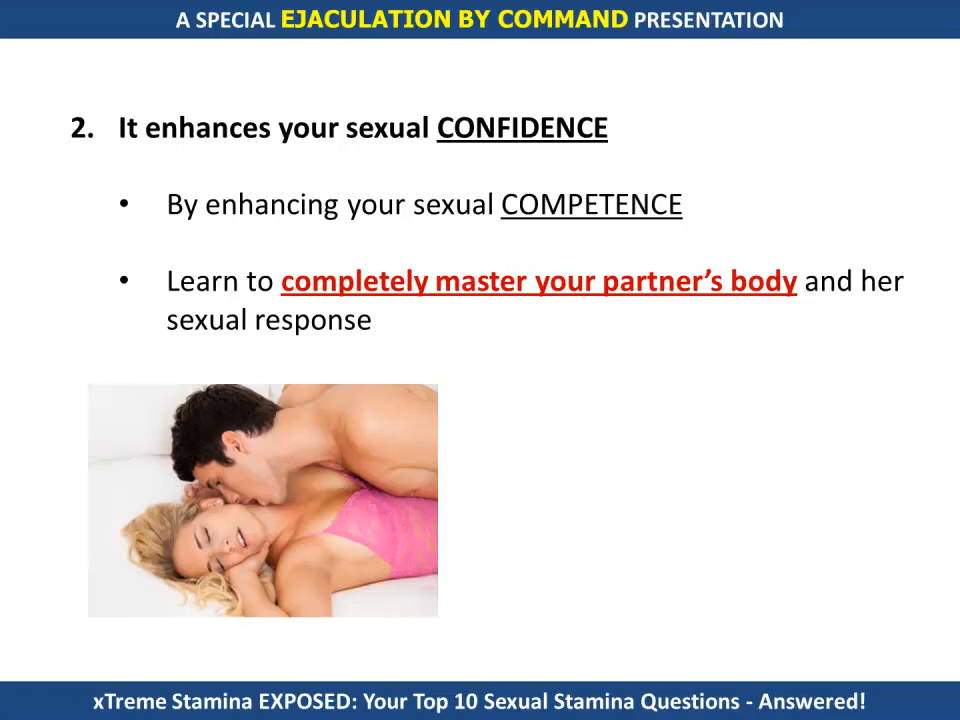 A SPECIAL EJACULATION BY COMMAND PRESENTATION
2. It enhances your sexual CONFIDENCE
• By enhancing your sexual COMPETENCE
• Learn to completely master your partner’s body and her
sexual response
xTreme Stamina EXPOSED: Your Top 10 Sexual Stamina Questions - Answered!